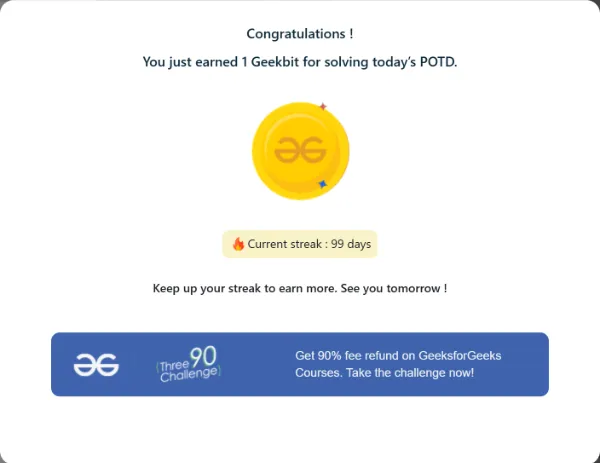 Congratulations !
You just earned 1 Geekbit for solving today's POTD.
Current streak : 99 days
Keep up your streak to earn more. See you tomorrow !
{Three 90
Challenge}
Get 90% fee refund on GeeksforGeeks
Courses. Take the challenge now!